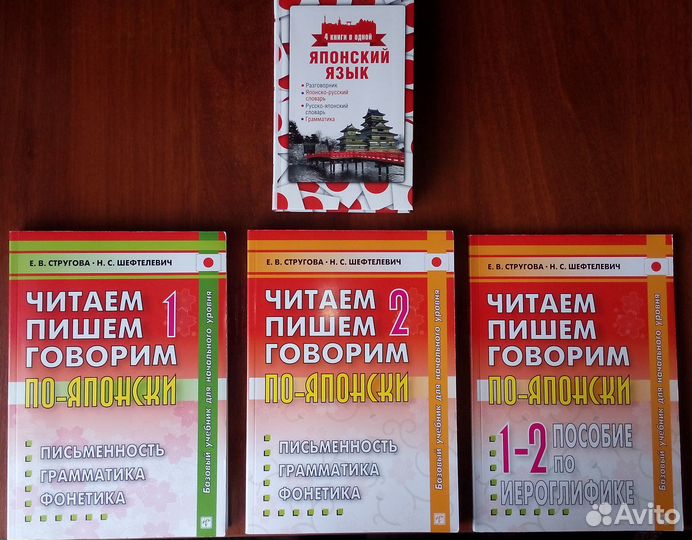 4 КНИГИ В ОДНОЙ
ЯПОНСКИЙ
ЯЗЫК
• Разговорник
• Японско-русский
словарь
• Русско-японский
словарь
• Грамматика
Е. В. СТРУГОВА · Н. С. ШЕФТЕЛЕВИЧ
ЧИТАЕМ
ПИШЕМ
ГОВОРИМ
1
ПО-ЯПОНСКИ
ПИСЬМЕННОСТЬ
ГРАММАТИКА
ФОНЕТИКА
Базовый учебник для начального уровня
Е. В. СТРУГОВА · Н. С. ШЕФТЕЛЕВИЧ
ЧИТАЕМ
ПИШЕМ
ГОВОРИМ
2
ПО-ЯПОНСКИ
ПИСЬМЕННОСТЬ
ГРАММАТИКА
ФОНЕТИКА
Базовый учебник для начального уровня
Е. В. СТРУГОВА · Н. С. ШЕФТЕЛЕВИЧ
ЧИТАЕМ
ПИШЕМ
ГОВОРИМ
ПО-ЯПОНСКИ
1-2 ПОСОБИЕ
ПО
ИЕРОГЛИФИКЕ
Базовый учебник для начального уровня
Avito